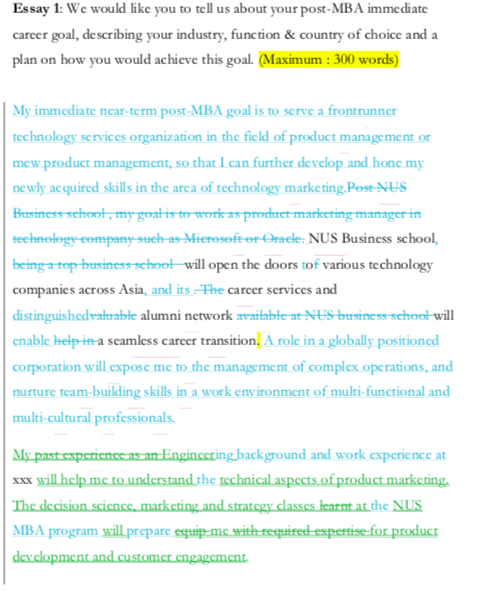 Essay 1: We would like you to tell us about your post-MBA immediate
career goal, describing your industry, function & country of choice and a
plan on how you would achieve this goal. (Maximum : 300 words)
My immediate near-term post-MBA goal is to serve a frontrunner
technology services organization in the field of product management or
mew product management, so that I can further develop and hone my
newly acquired skills in the area of technology marketing.Post NUS
Business school , my goal is to work as product marketing manager in
technology company such as Microsoft or Oracle. NUS Business school,
being a top business school will open the doors tof various technology
companies across Asia, and its . The career services and
distinguishedvaluable alumni network available at NUS business school will
enable help in a seamless career transition. A role in a globally positioned
corporation will expose me to the management of complex operations, and
nurture team-building skills in a work environment of multi-functional and
multi-cultural professionals.
My past experience as an Engineering background and work experience at
xxx will help me to understand the technical aspects of product marketing.
The decision science, marketing and strategy classes learnt at the NUS
MBA program will prepare equip me with required expertise for product
development and customer engagement.